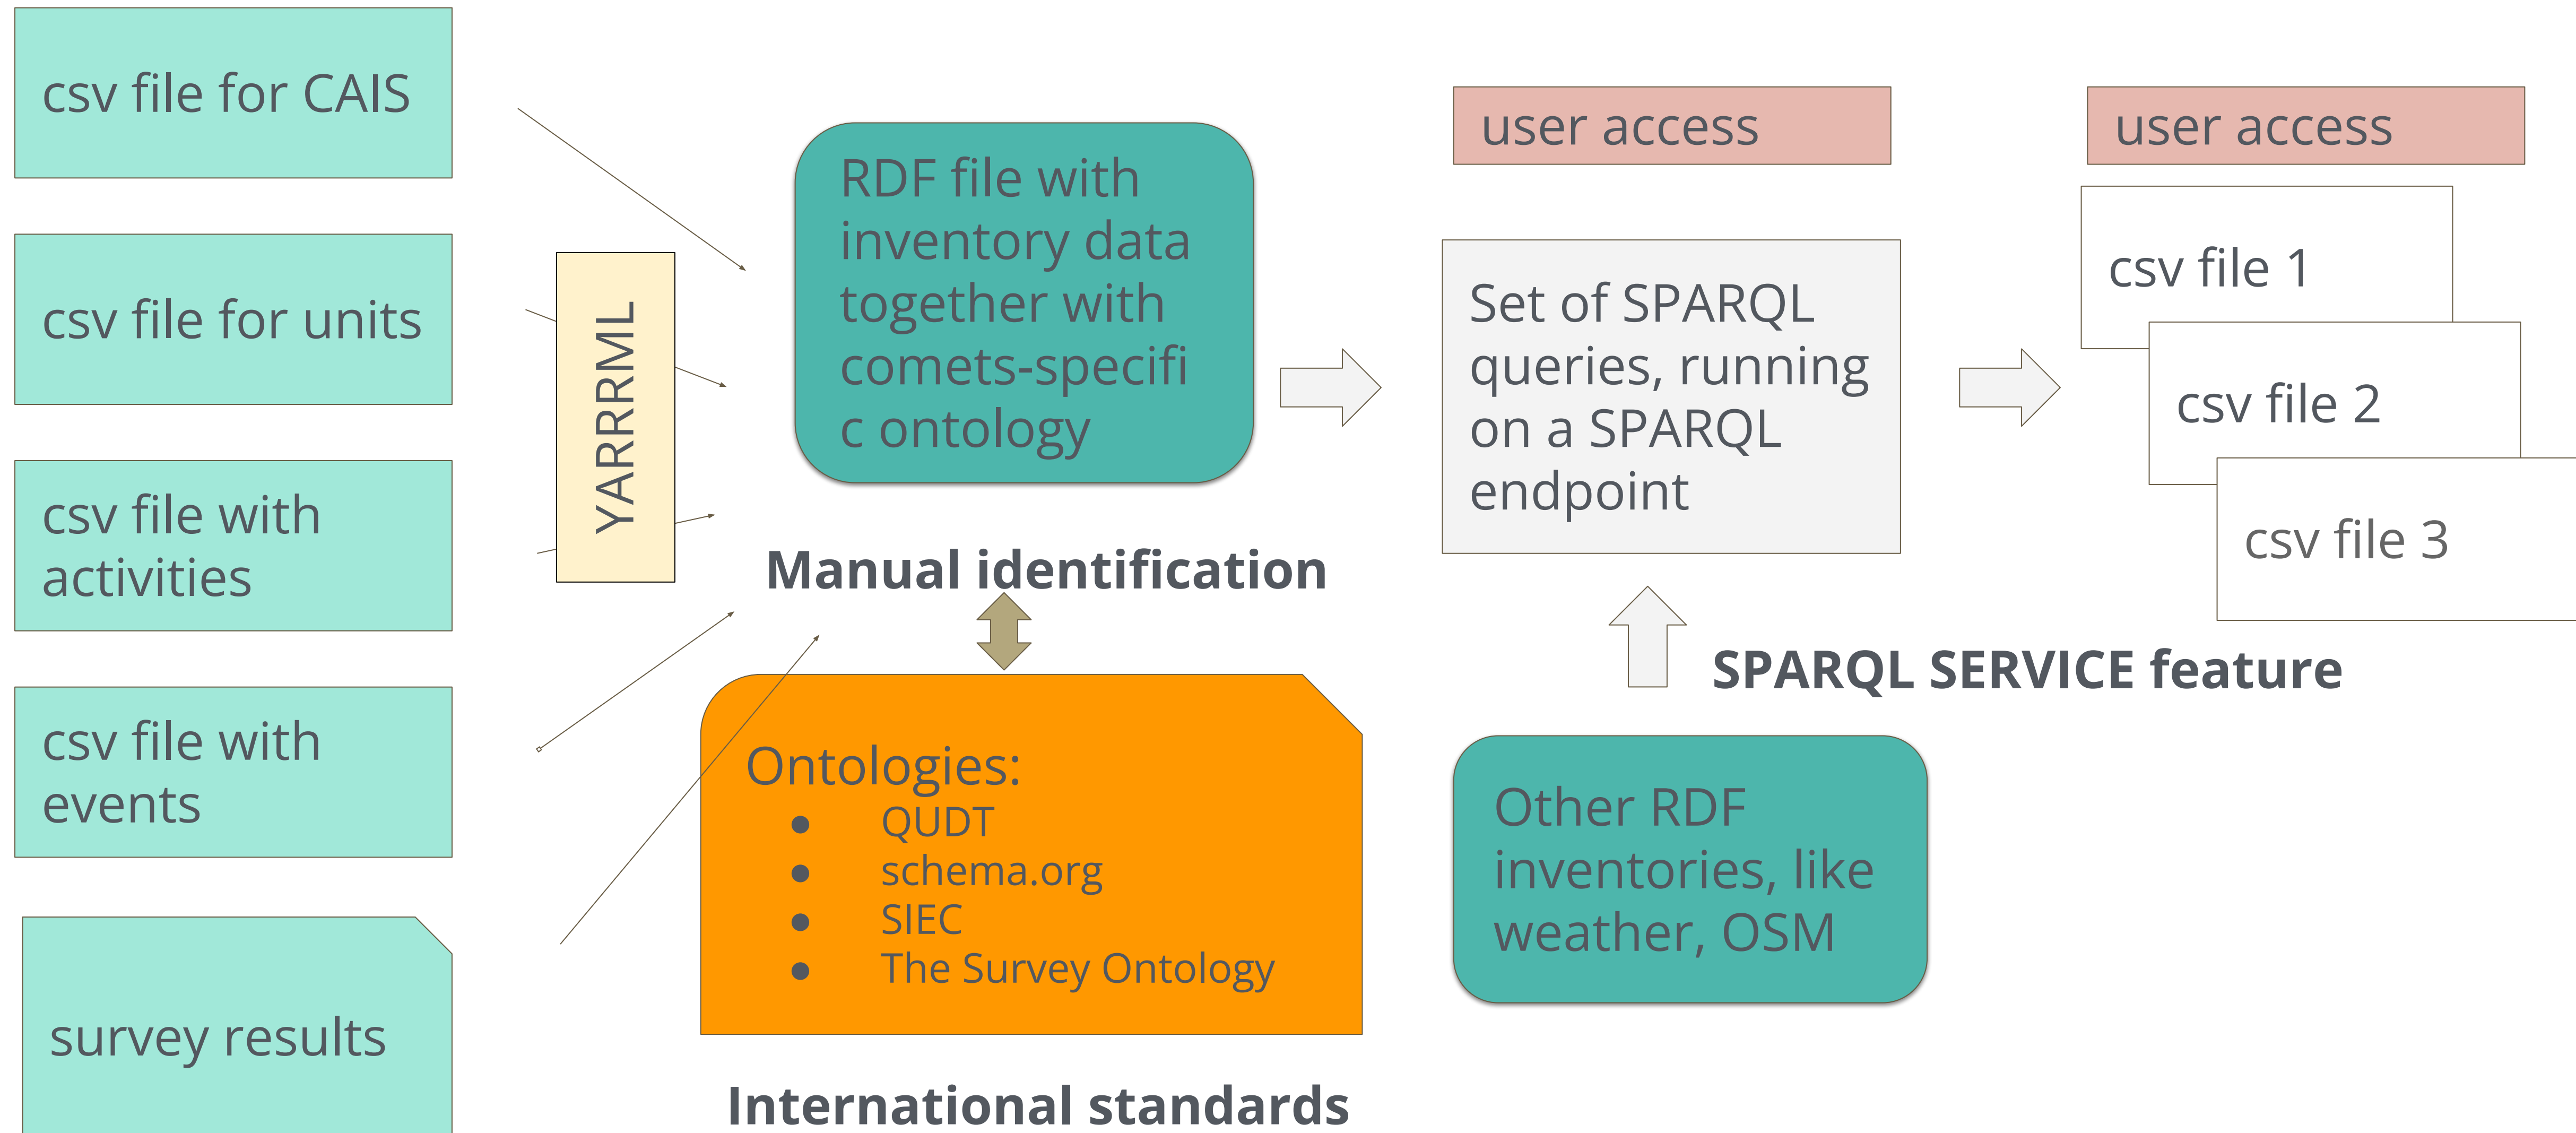 csv file for CAIS
csv file for units
csv file with
activities
csv file with
events
survey results
YARRRML
RDF file with
inventory data
together with
comets-specifi
c ontology
Manual identification
Ontologies:
● QUDT
● schema.org
● SIEC
● The Survey Ontology
International standards
user access
Set of SPARQL
queries, running
on a SPARQL
endpoint
SPARQL SERVICE feature
Other RDF
inventories, like
weather, OSM
user access
csv file 1
csv file 2
csv file 3